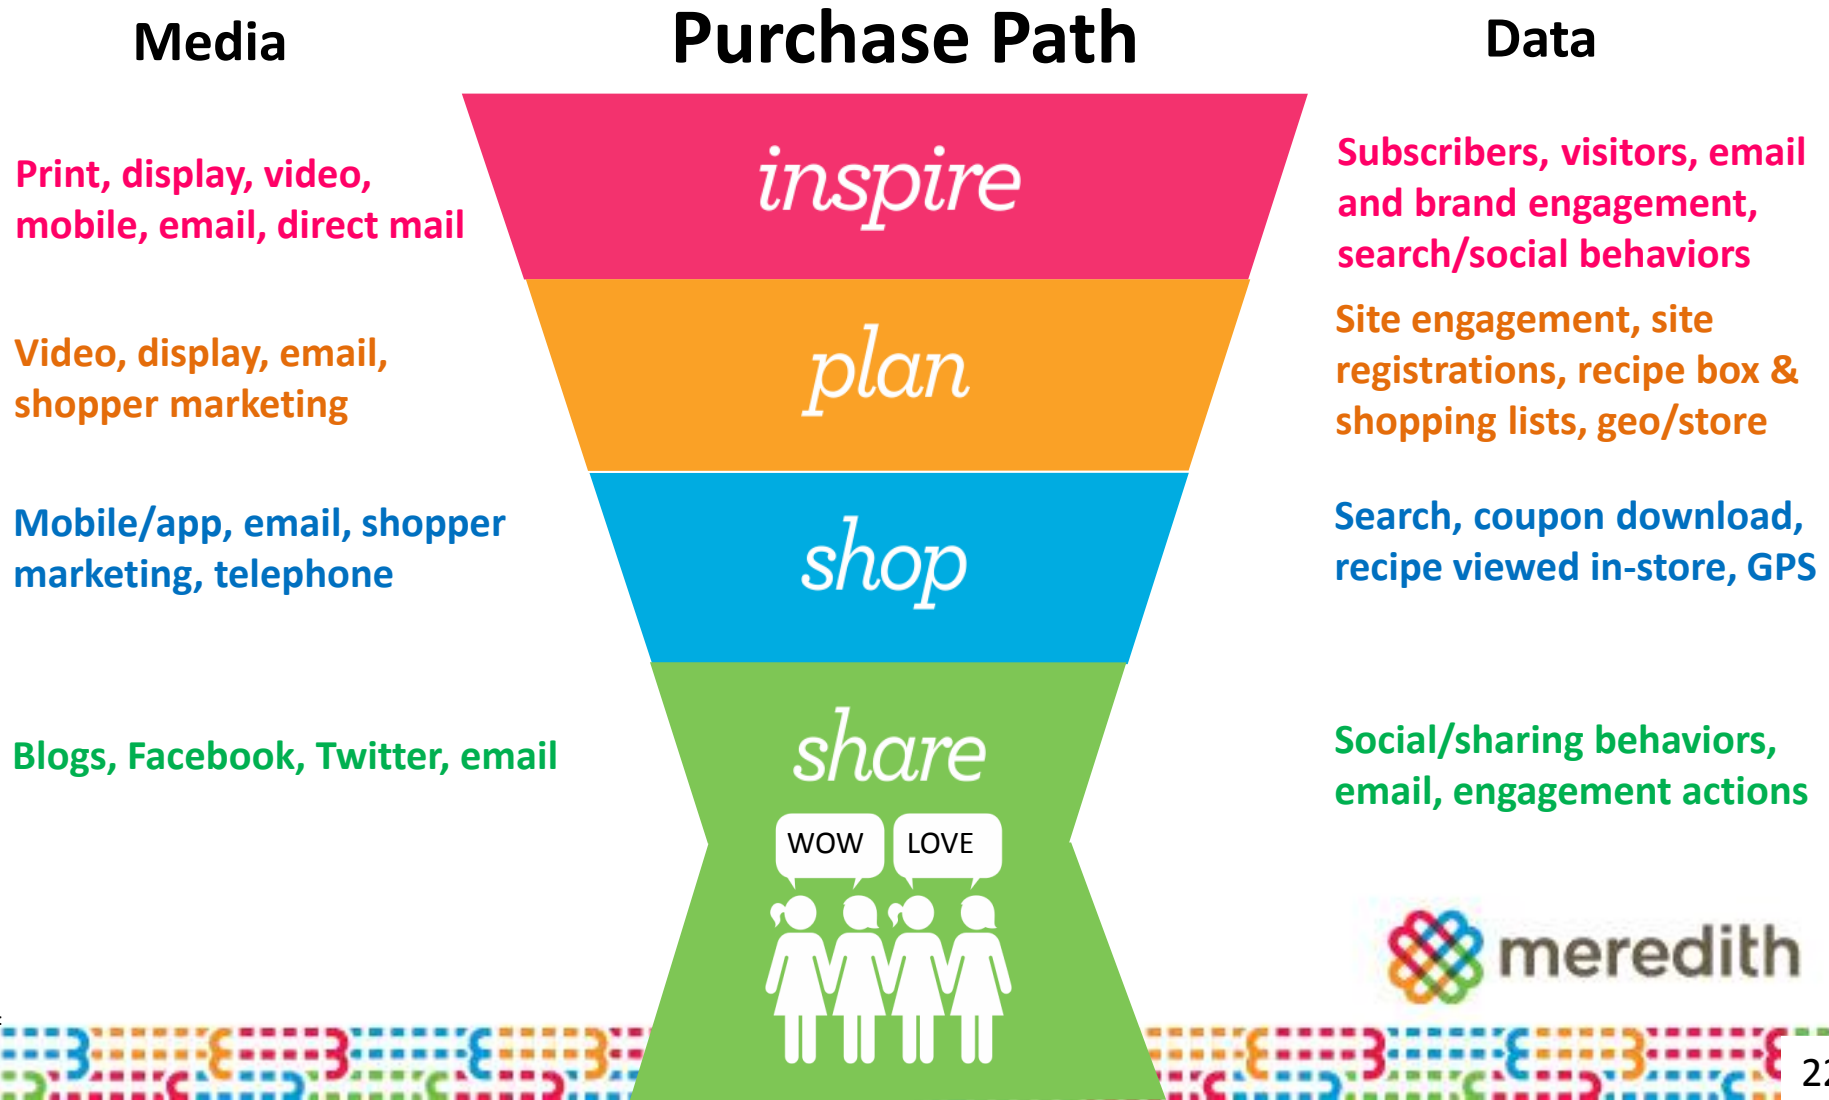 Media
Purchase Path
Data
Print, display, video,
mobile, email, direct mail
inspire
Subscribers, visitors, email
and brand engagement,
search/social behaviors
Video, display, email,
shopper marketing
plan
Site engagement, site
registrations, recipe box &
shopping lists, geo/store
Mobile/app, email, shopper
marketing, telephone
shop
Search, coupon download,
recipe viewed in-store, GPS
Blogs, Facebook, Twitter, email
share
Social/sharing behaviors,
email, engagement actions
WOW
LOVE
meredith
22